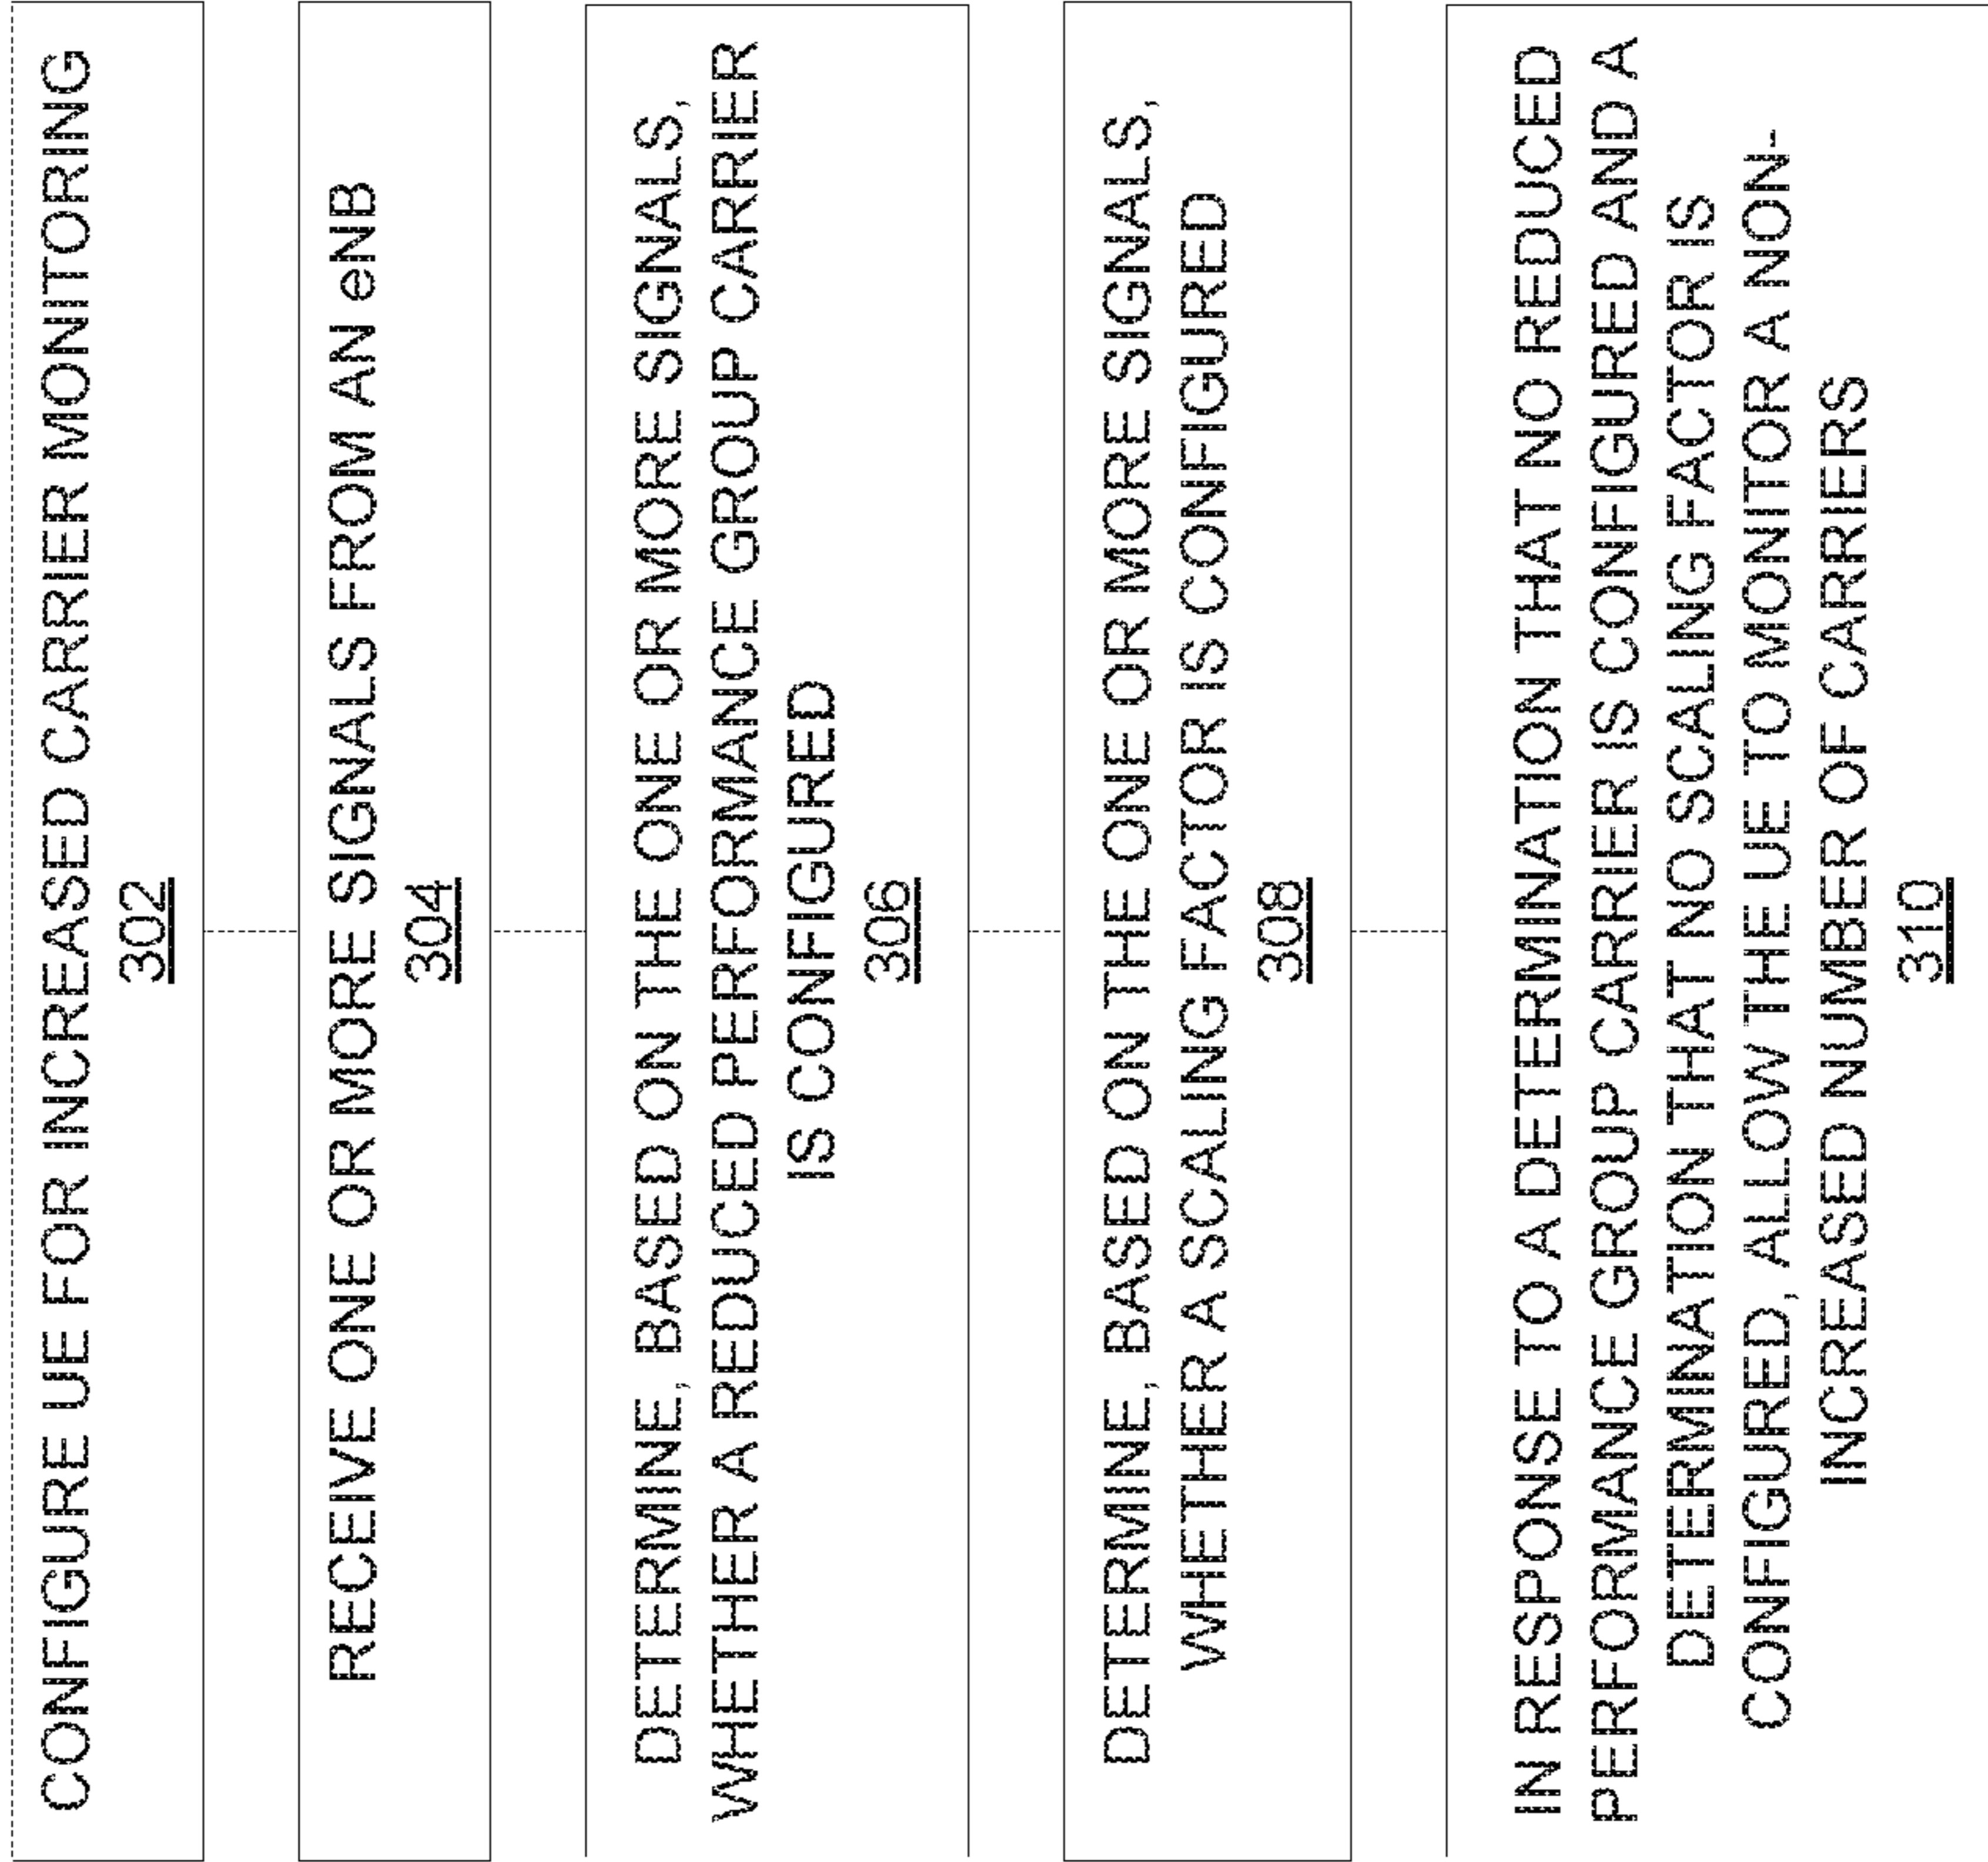 CONFIGURE UE FOR INCREASED CARRIER MONITORING
302
RECEIVE ONE OR MORE SIGNALS FROM AN eNB
304
DETERMINE, BASED ON THE ONE OR MORE SIGNALS,
WHETHER A REDUCED PERFORMANCE GROUP CARRIER
IS CONFIGURED
306
DETERMINE, BASED ON THE ONE OR MORE SIGNALS,
WHETHER A SCALING FACTOR IS CONFIGURED
308
IN RESPONSE TO A DETERMINATION THAT NO REDUCED
PERFORMANCE GROUP CARRIER IS CONFIGURED AND A
DETERMINATION THAT NO SCALING FACTOR IS
CONFIGURED, ALLOW THE UE TO MONITOR A NON-
INCREASED NUMBER OF CARRIERS
310